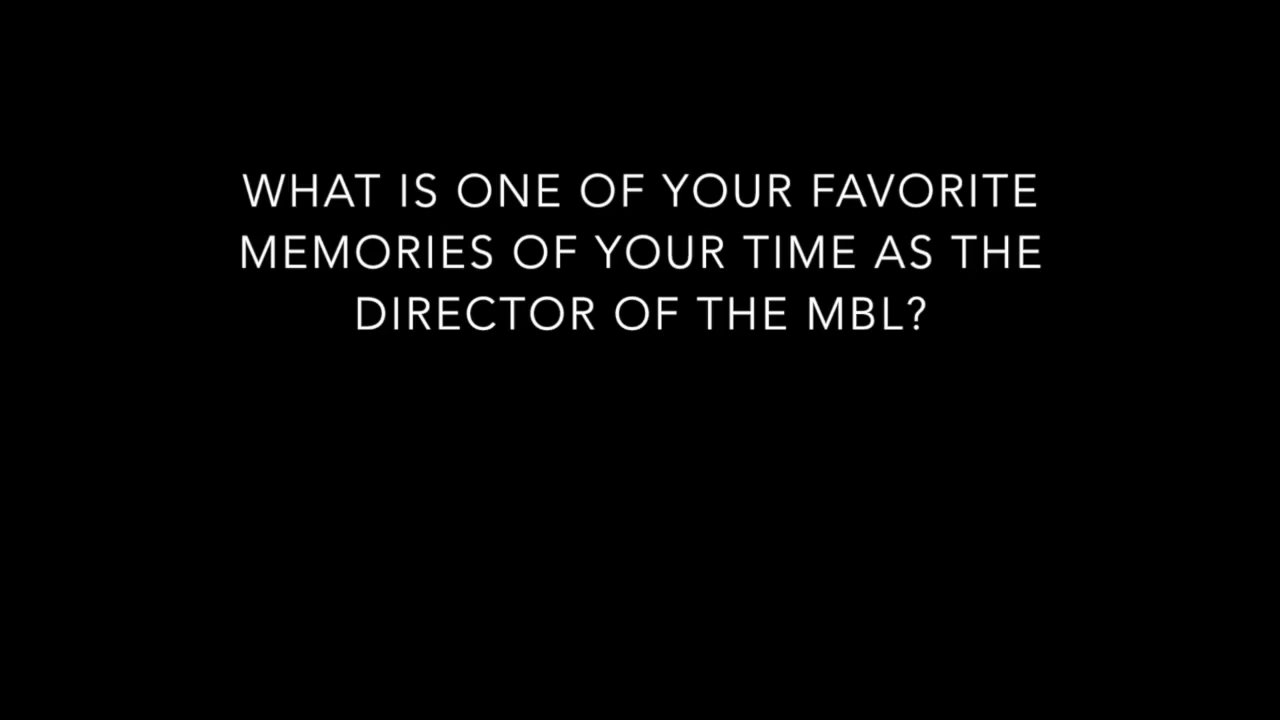 WHAT IS ONE OF YOUR FAVORITE
MEMORIES OF YOUR TIME AS THE
DIRECTOR OF THE MBL?